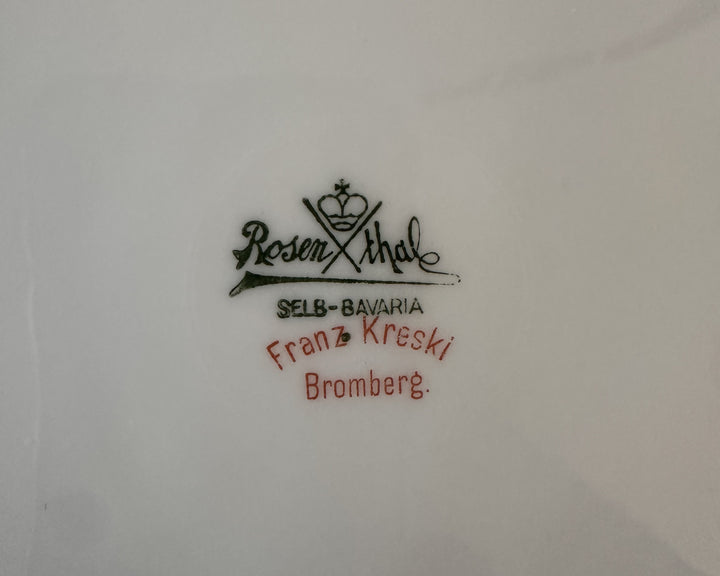 Rosenthal
SELB-BAVARIA
Franz Kreski
Bromberg.